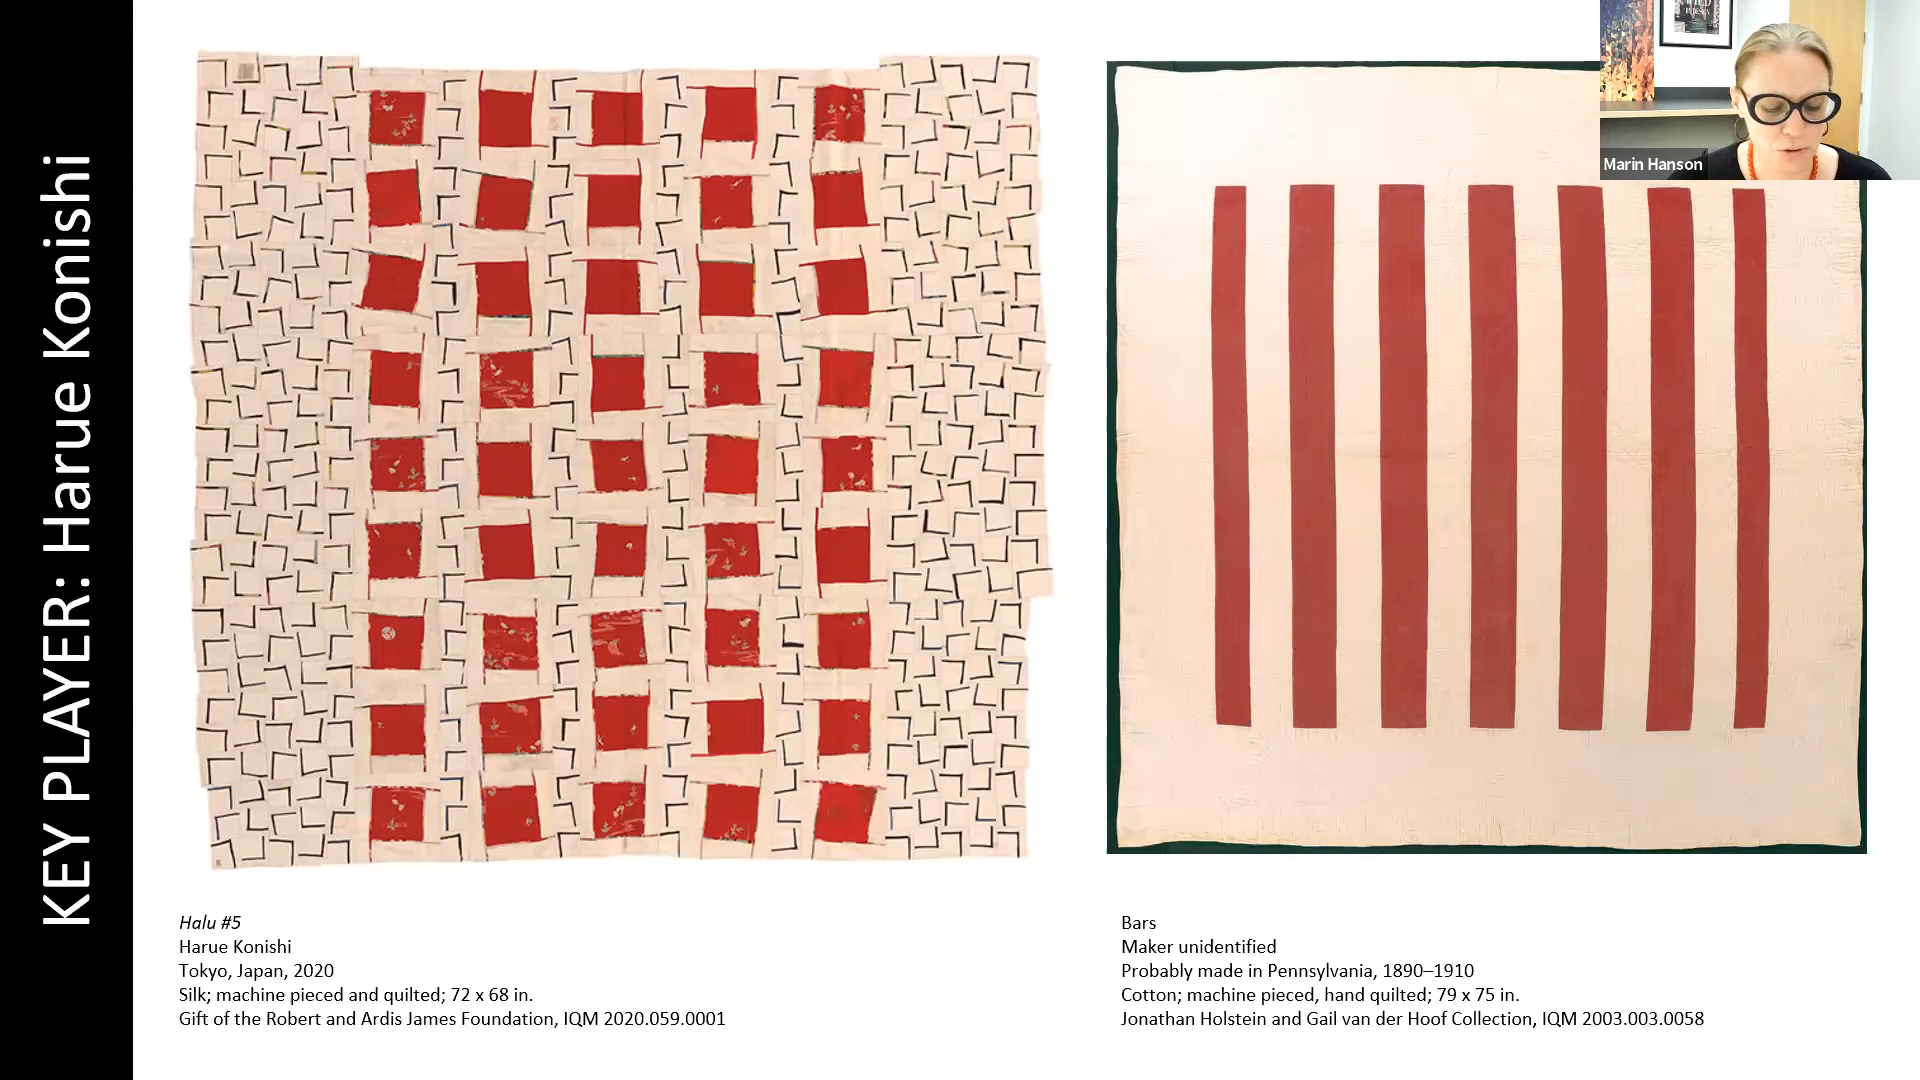 KEY PLAYER: Harue Konishi
Marin Hanson
Halu #5
Harue Konishi
Tokyo, Japan, 2020
Silk; machine pieced and quilted; 72 x 68 in.
Gift of the Robert and Ardis James Foundation, IQM 2020.059.0001
Bars
Maker unidentified
Probably made in Pennsylvania, 1890–1910
Cotton; machine pieced, hand quilted; 79 x 75 in.
Jonathan Holstein and Gail van der Hoof Collection, IQM 2003.003.0058